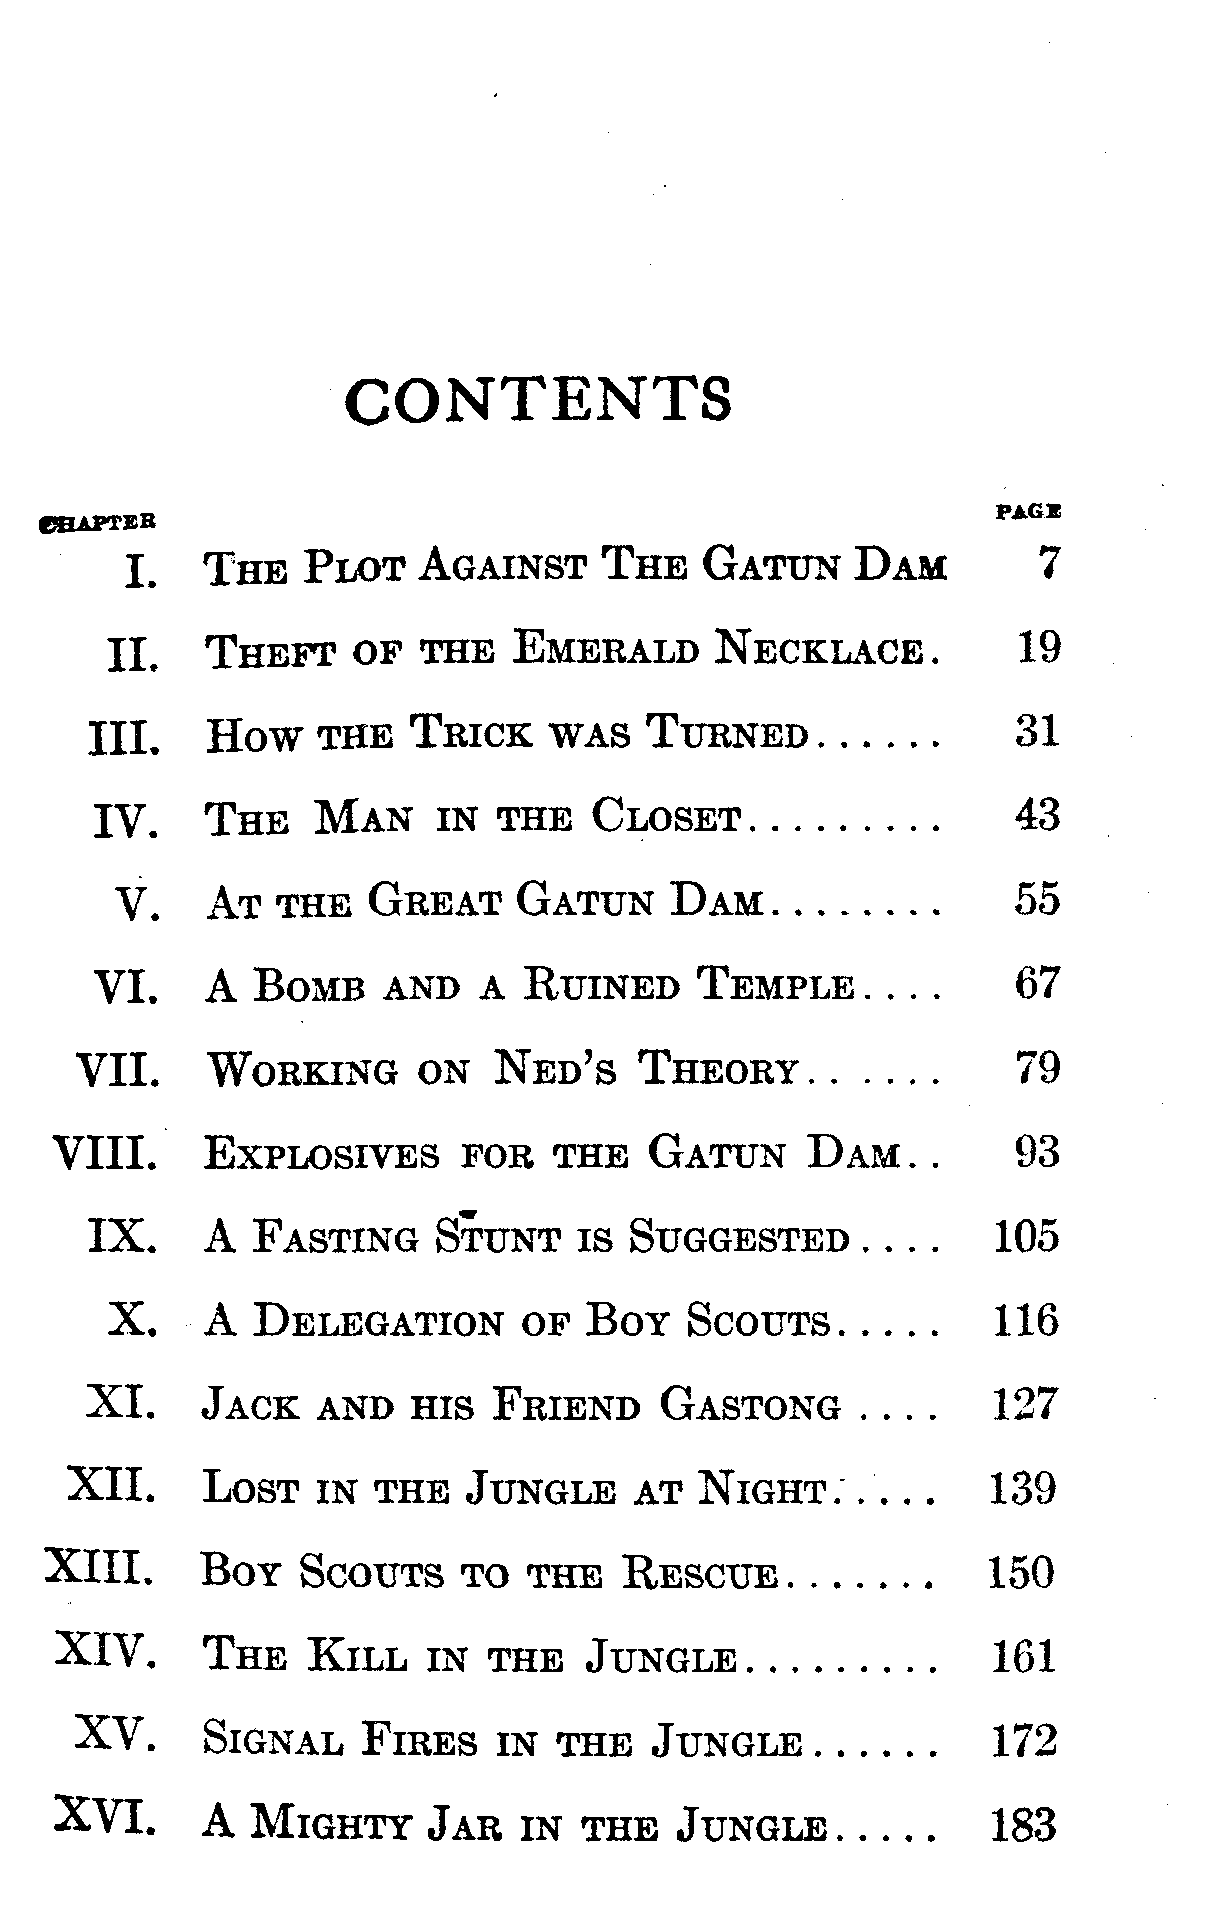 CONTENTS
CHAPTER PAGE
I. The Plot Against The Gatun Dam 7
II. Theft of the Emerald Necklace. 19
III. How the Trick was Turned...... 31
IV. The Man in the Closet......... 43
V. At the Great Gatun Dam........ 55
VI. A Bomb and a Ruined Temple.... 67
VII. Working on Ned's Theory...... 79
VIII. Explosives for the Gatun Dam.. 93
IX. A Fasting Stunt is Suggested.... 105
X. A Delegation of Boy Scouts..... 116
XI. Jack and his Friend Gastong .... 127
XII. Lost in the Jungle at Night..... 139
XIII. Boy Scouts to the Rescue....... 150
XIV. The Kill in the Jungle......... 161
XV. Signal Fires in the Jungle...... 172
XVI. A Mighty Jar in the Jungle..... 183